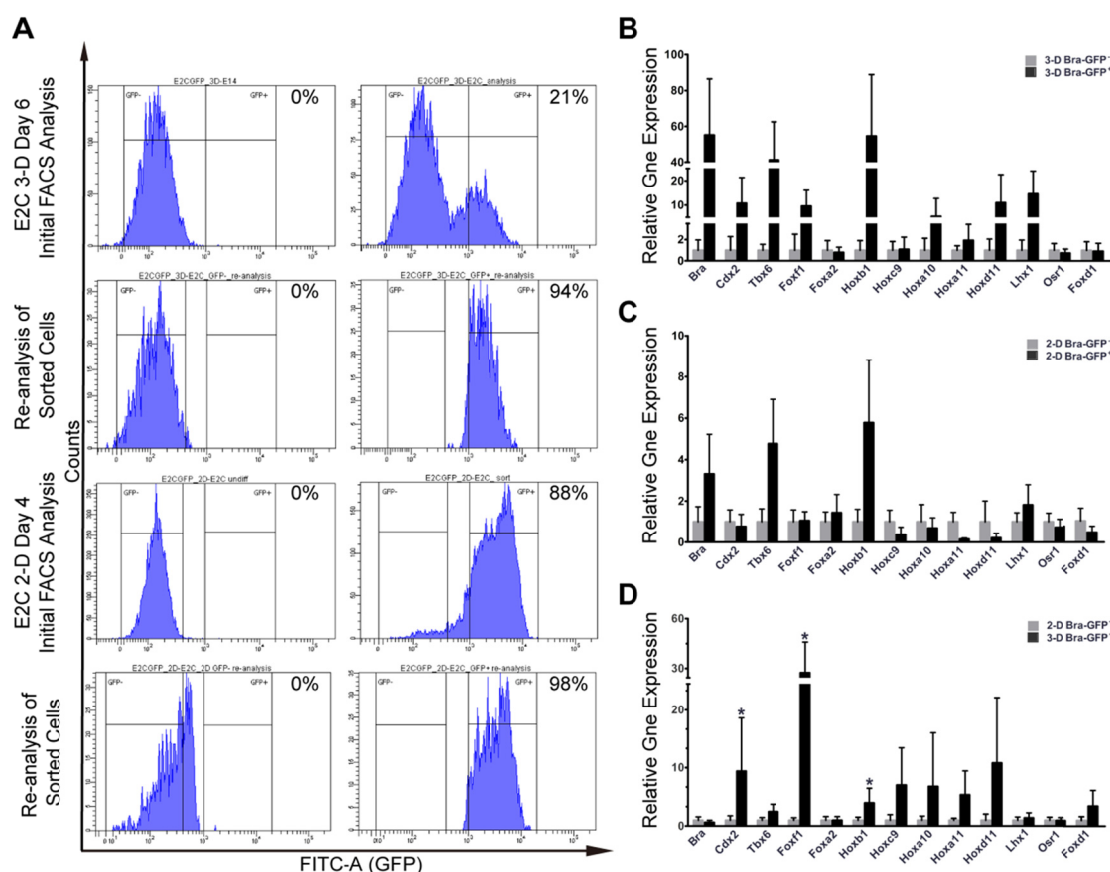 A
E2C 3-D Day 6
Initial FACS Analysis
E2CGFP_3D-E14
GFP-
GFP+
0%
E2CGFP_3D-E2C_analysis
GFP-
GFP+
21%
Re-analysis of
Sorted Cells
E2CGFP_3D-E2C_GFP-_re-analysis
GFP-
GFP+
0%
E2CGFP_3D-E2C_GFP+_re-analysis
GFP-
GFP+
94%
Counts
E2C 2-D Day 4
Initial FACS Analysis
E2CGFP_2D-E2C undiff
GFP-
GFP+
0%
E2CGFP_2D-E2C_ sort
GFP-
GFP+
88%
Re-analysis of
Sorted Cells
E2CGFP_2D-E2C_2D GFP- re-analysis
GFP-
GFP+
0%
E2CGFP_2D-E2C_GFP+ re-analysis
GFP-
GFP+
98%
FITC-A (GFP)
B
Relative Gne Expression
100
80
60
40
20
10
2
0
3-D Bra-GFP⁻
3-D Bra-GFP⁺
Bra Cdx2 Tbx6 Foxf1 Foxa2 Hoxb1 Hoxc9 Hoxa10 Hoxa11 Hoxd11 Lhx1 Osr1 Foxd1
C
Relative Gne Expression
10
8
6
4
2
0
2-D Bra-GFP⁻
2-D Bra-GFP⁺
Bra Cdx2 Tbx6 Foxf1 Foxa2 Hoxb1 Hoxc9 Hoxa10 Hoxa11 Hoxd11 Lhx1 Osr1 Foxd1
D
Relative Gne Expression
60
30
20
10
0
2-D Bra-GFP⁺
3-D Bra-GFP⁺
* * *
Bra Cdx2 Tbx6 Foxf1 Foxa2 Hoxb1 Hoxc9 Hoxa10 Hoxa11 Hoxd11 Lhx1 Osr1 Foxd1